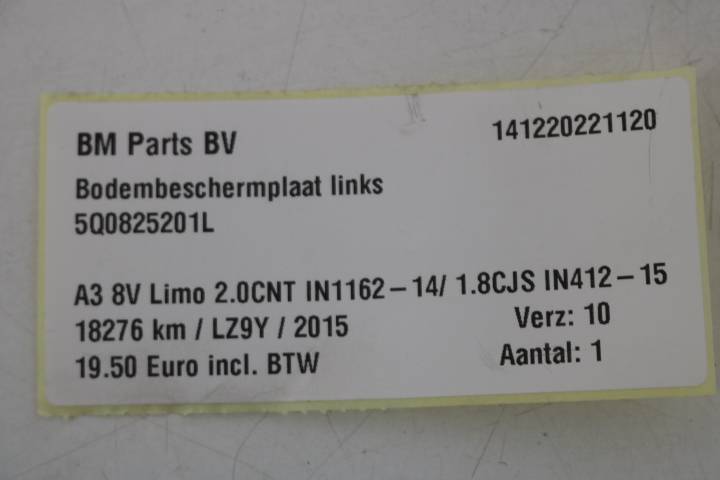 BM Parts BV
141220221120
Bodembeschermplaat links
5Q0825201L
A3 8V Limo 2.0CNT IN1162-14/ 1.8CJS IN412-15
18276 km / LZ9Y / 2015
Verz: 10
19.50 Euro incl. BTW
Aantal: 1